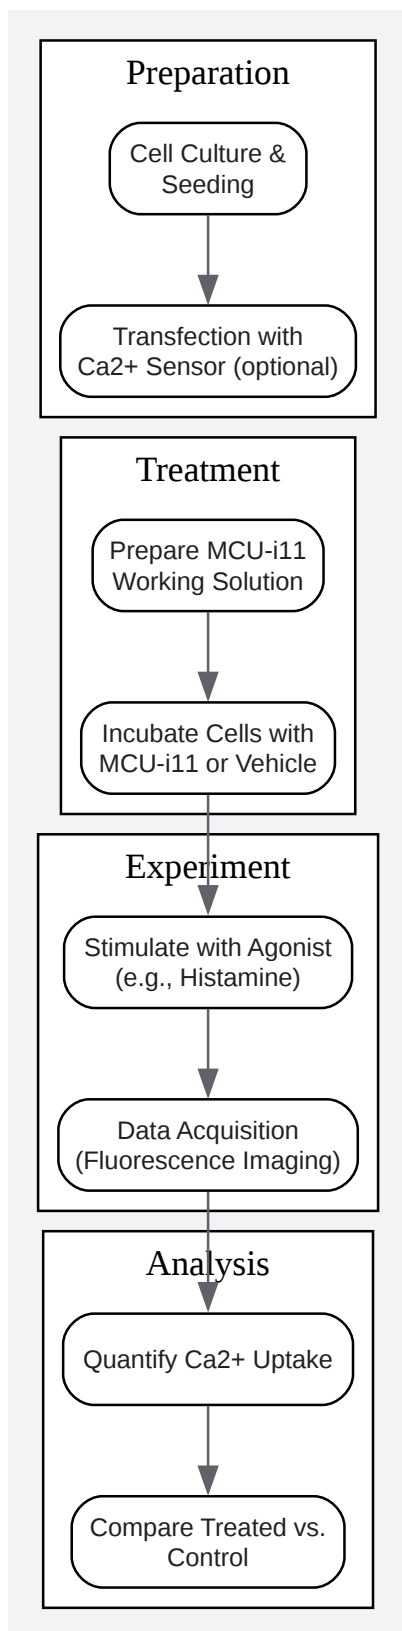 Preparation
Cell Culture &
Seeding
Transfection with
Ca2+ Sensor (optional)
Treatment
Prepare MCU-i11
Working Solution
Incubate Cells with
MCU-i11 or Vehicle
Experiment
Stimulate with Agonist
(e.g., Histamine)
Data Acquisition
(Fluorescence Imaging)
Analysis
Quantify Ca2+ Uptake
Compare Treated vs.
Control